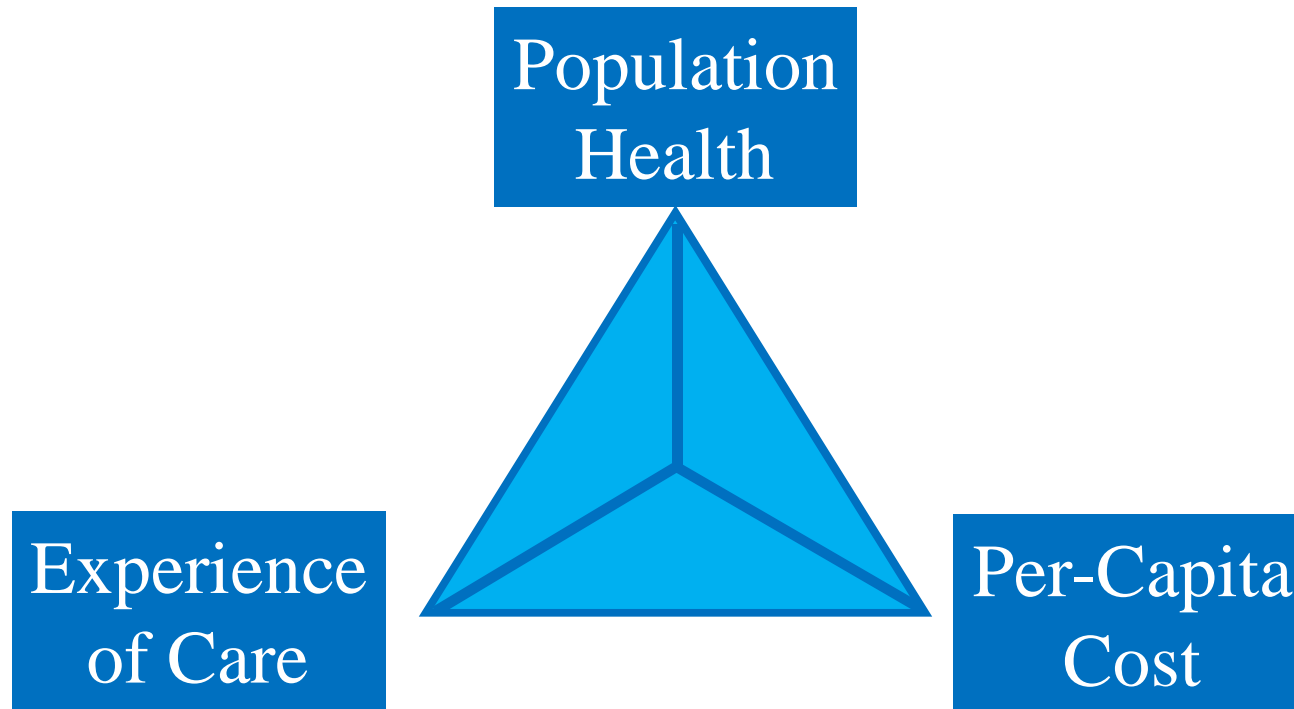 Population
Health
Experience
of Care
Per-Capita
Cost